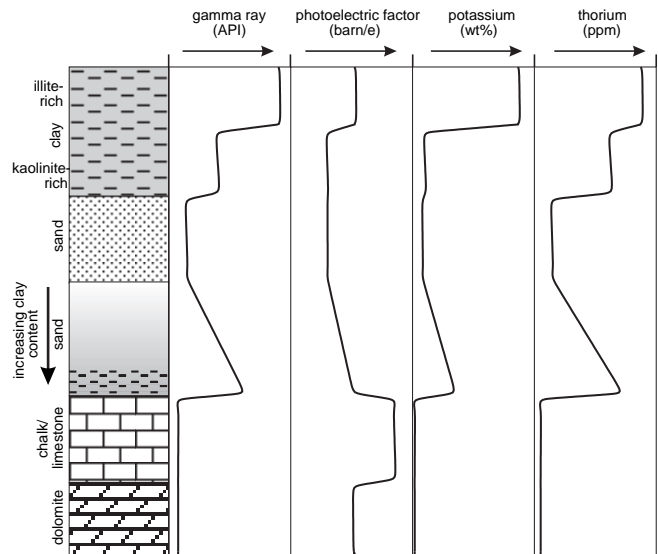 gamma ray
(API)
photoelectric factor
(barn/e)
potassium
(wt%)
thorium
(ppm)
illite-
rich
clay
kaolinite-
rich
sand
increasing clay
content
sand
chalk/
limestone
dolomite